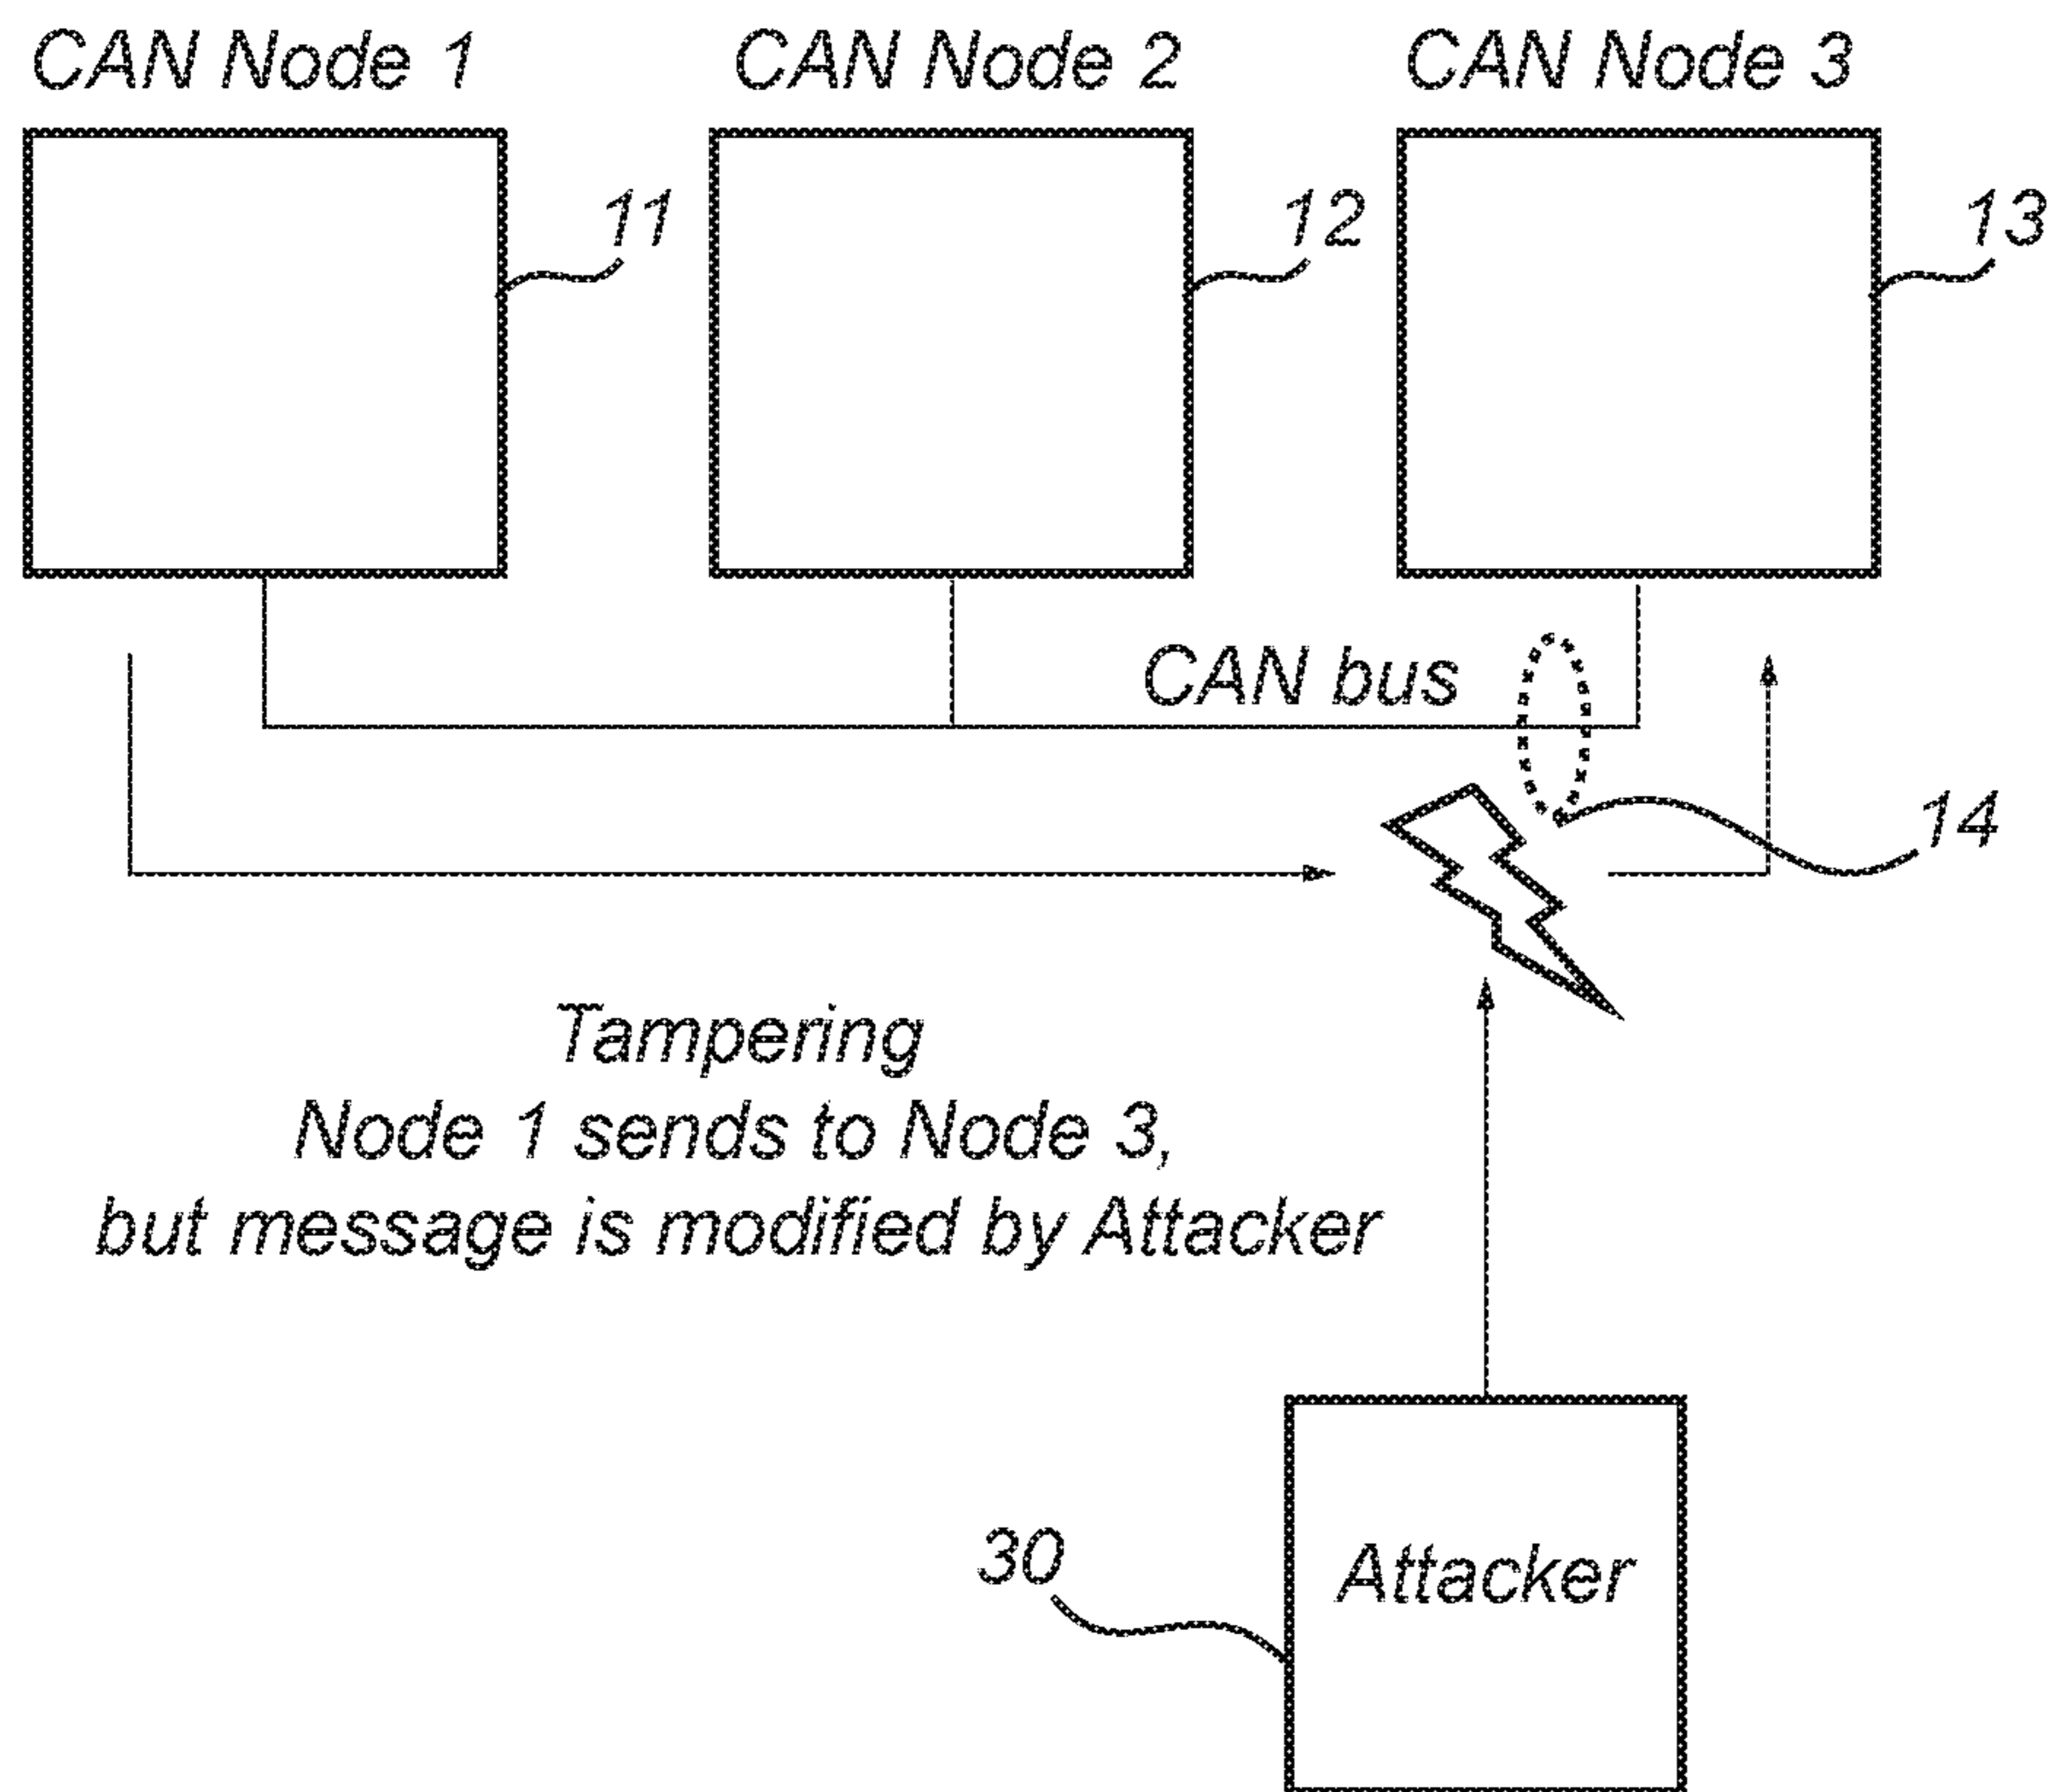 CAN Node 1
CAN Node 2
CAN Node 3
11
12
13
CAN bus
14
Tampering
Node 1 sends to Node 3,
but message is modified by Attacker
30
Attacker